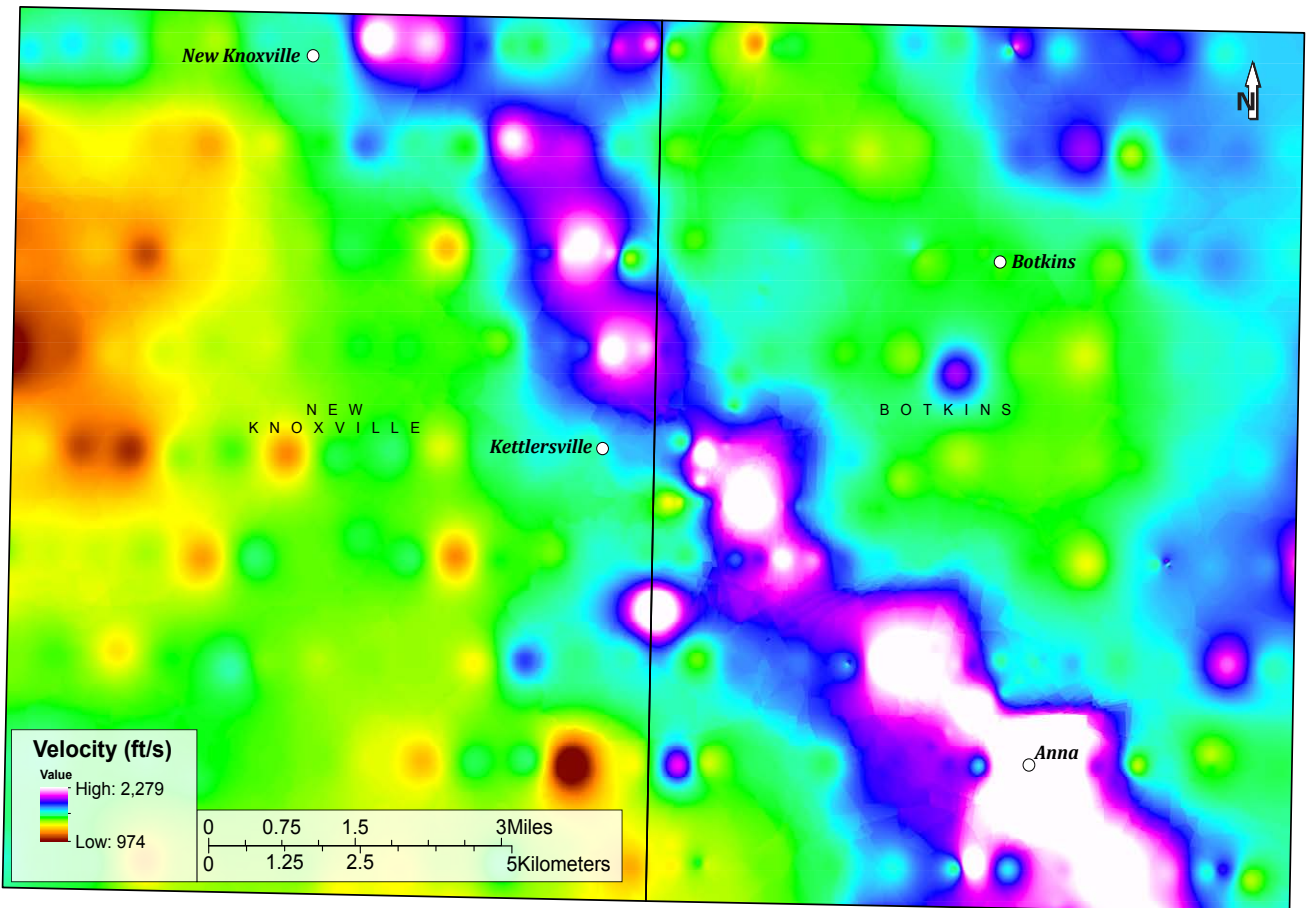 New Knoxville
N
Botkins
NEW
KNOXVILLE
BOTKINS
Kettlersville
Anna
Velocity (ft/s)
Value
High: 2,279
Low: 974
0 0.75 1.5 3Miles
0 1.25 2.5 5Kilometers